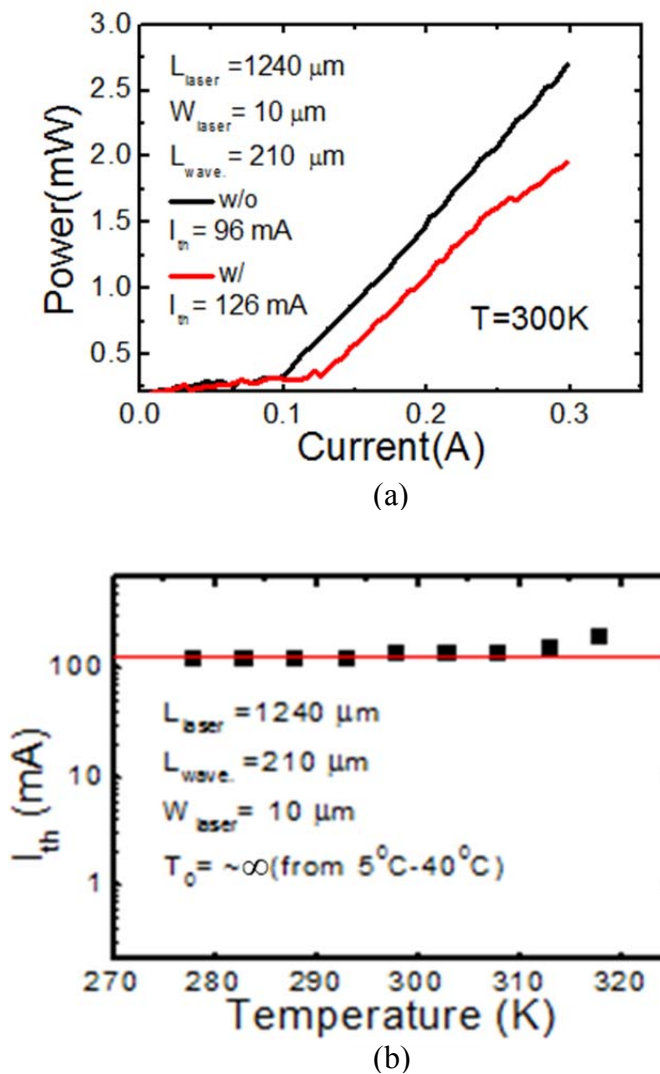 3.0
2.5
2.0
1.5
1.0
0.5
Power(mW)
L_laser =1240 μm
W_laser = 10 μm
L_wave. = 210 μm
w/o
I_th = 96 mA
w/
I_th = 126 mA
T=300K
0.0 0.1 0.2 0.3
Current(A)
(a)
100
10
1
I_th (mA)
L_laser =1240 μm
L_wave. =210 μm
W_laser = 10 μm
T_0= ~∞(from 5⁰C-40⁰C)
270 280 290 300 310 320
Temperature (K)
(b)